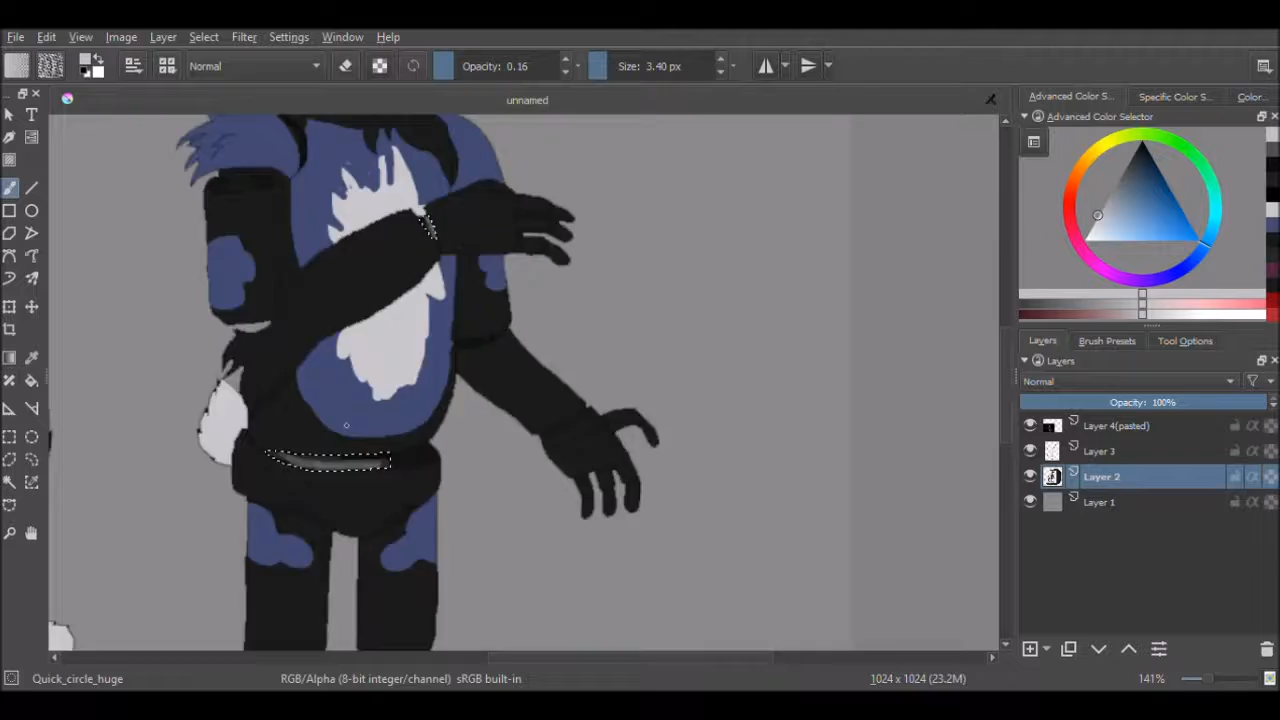 File Edit View Image Layer Select Filter Settings Window Help
Normal Opacity: 0.16 Size: 3.40 px
unnamed
Advanced Color S... Specific Color S... Color...
Advanced Color Selector
Layers Brush Presets Tool Options
Layers
Normal
Opacity: 100%
Layer 4(pasted)
Layer 3
Layer 2
Layer 1
Quick_circle_huge RGB/Alpha (8-bit integer/channel) sRGB built-in 1024 x 1024 (23.2M) 141%